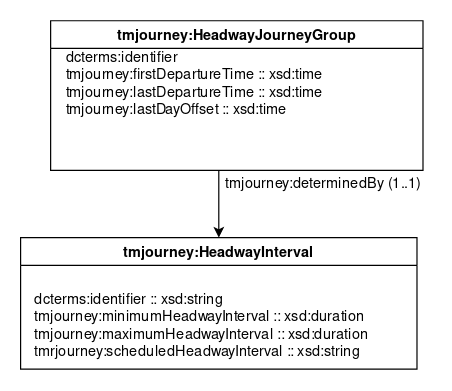 tmjourney:HeadwayJourneyGroup
dcterms:identifier
tmjourney:firstDepartureTime :: xsd:time
tmjourney:lastDepartureTime :: xsd:time
tmjourney:lastDayOffset :: xsd:time
tmjourney:determinedBy (1..1)
tmjourney:HeadwayInterval
dcterms:identifier :: xsd:string
tmjourney:minimumHeadwayInterval :: xsd:duration
tmjourney:maximumHeadwayInterval :: xsd:duration
tmrjourney:scheduledHeadwayInterval :: xsd:string